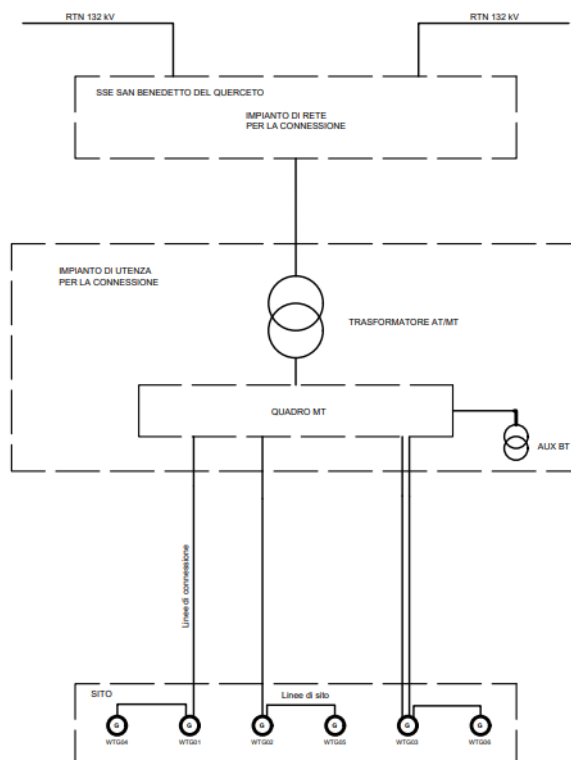 RTN 132 kV
RTN 132 kV
SSE SAN BENEDETTO DEL QUERCETO
IMPIANTO DI RETE
PER LA CONNESSIONE
IMPIANTO DI UTENZA
PER LA CONNESSIONE
TRASFORMATORE AT/MT
QUADRO MT
AUX BT
Linee di connessione
SITO
Linee di sito
G
G
G
G
G
G
WTG04
WTG01
WTG02
WTG05
WTG03
WTG06